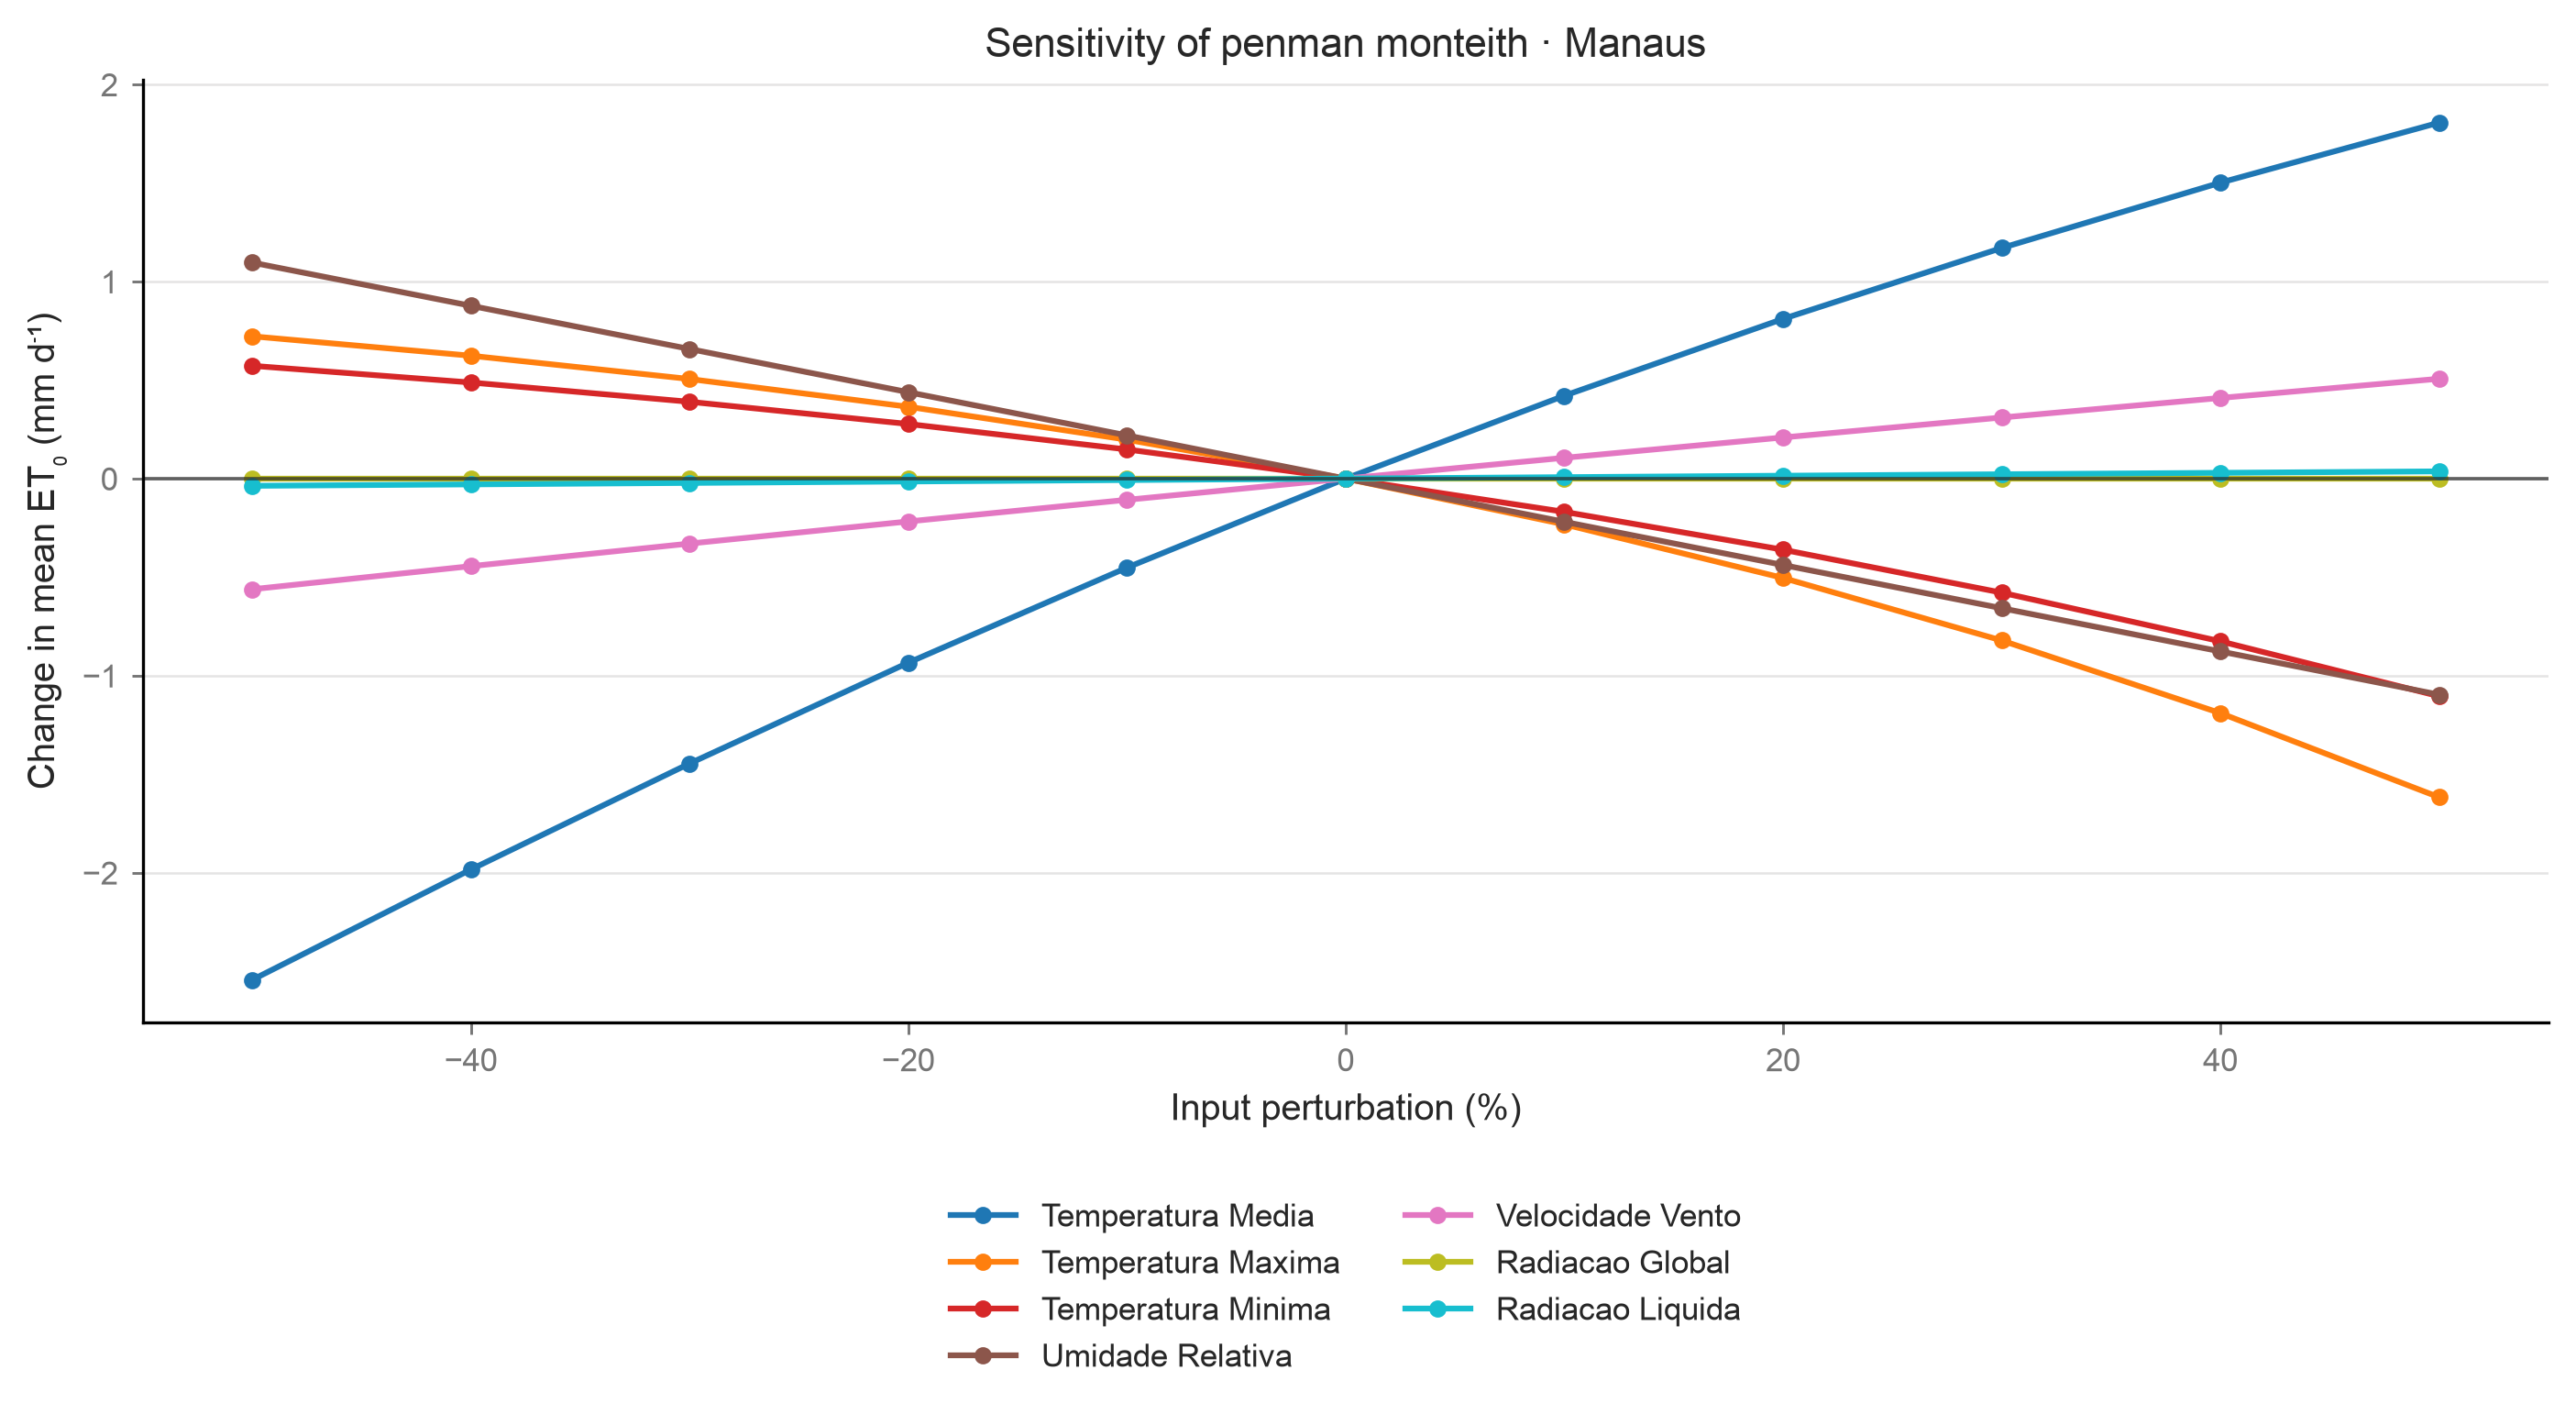 Sensitivity of penman monteith · Manaus
Change in mean ET₀ (mm d⁻¹)
2
1
0
−1
−2
−40
−20
0
20
40
Input perturbation (%)
Temperatura Media
Temperatura Maxima
Temperatura Minima
Umidade Relativa
Velocidade Vento
Radiacao Global
Radiacao Liquida